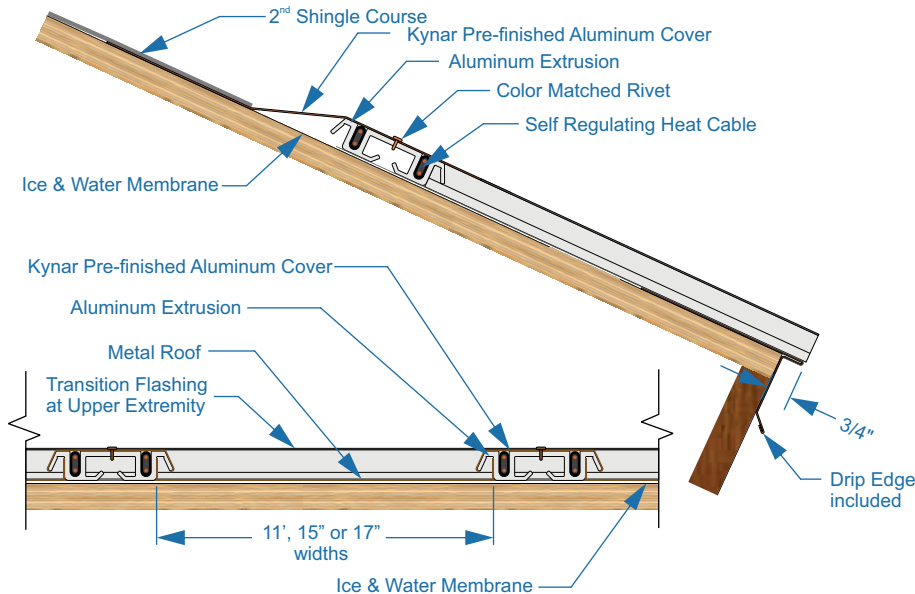 2nd Shingle Course
Kynar Pre-finished Aluminum Cover
Aluminum Extrusion
Color Matched Rivet
Self Regulating Heat Cable
Ice & Water Membrane
Kynar Pre-finished Aluminum Cover
Aluminum Extrusion
Metal Roof
Transition Flashing
at Upper Extremity
3/4"
Drip Edge
included
11', 15” or 17”
widths
Ice & Water Membrane